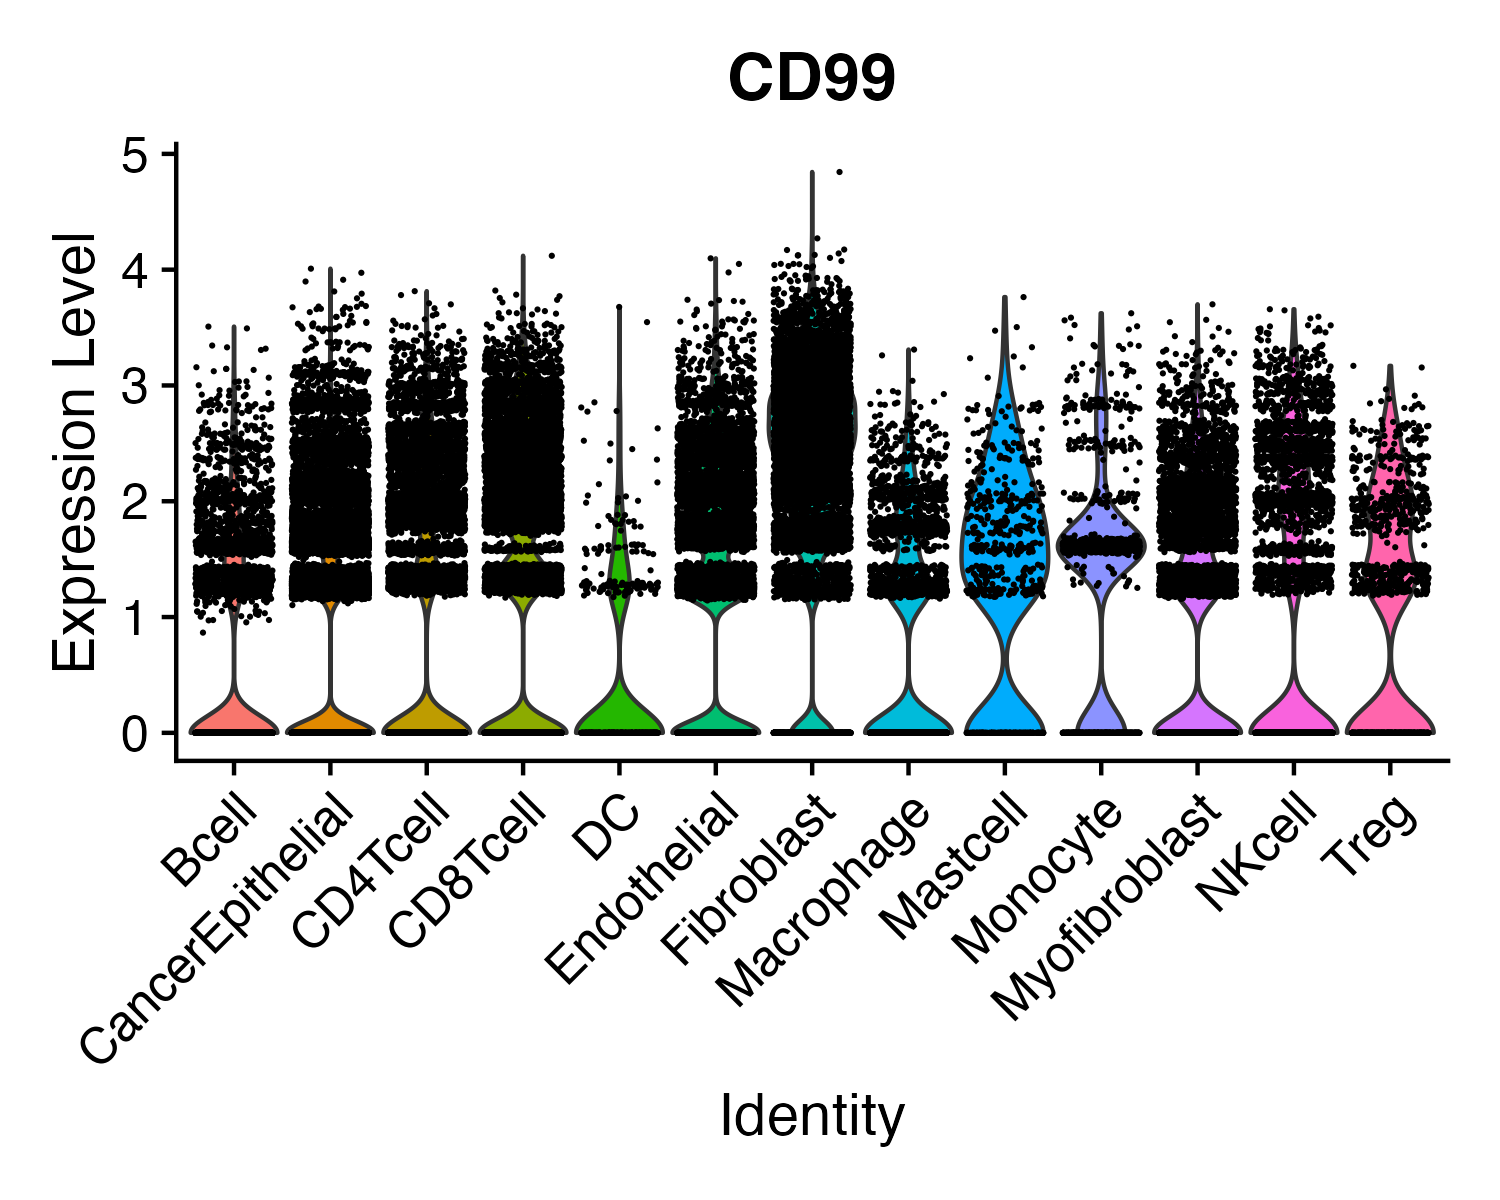 CD99
Expression Level
5
4
3
2
1
0
Bcell
CancerEpithelial
CD4Tcell
CD8Tcell
DC
Endothelial
Fibroblast
Macrophage
Mastcell
Monocyte
Myofibroblast
NKcell
Treg
Identity